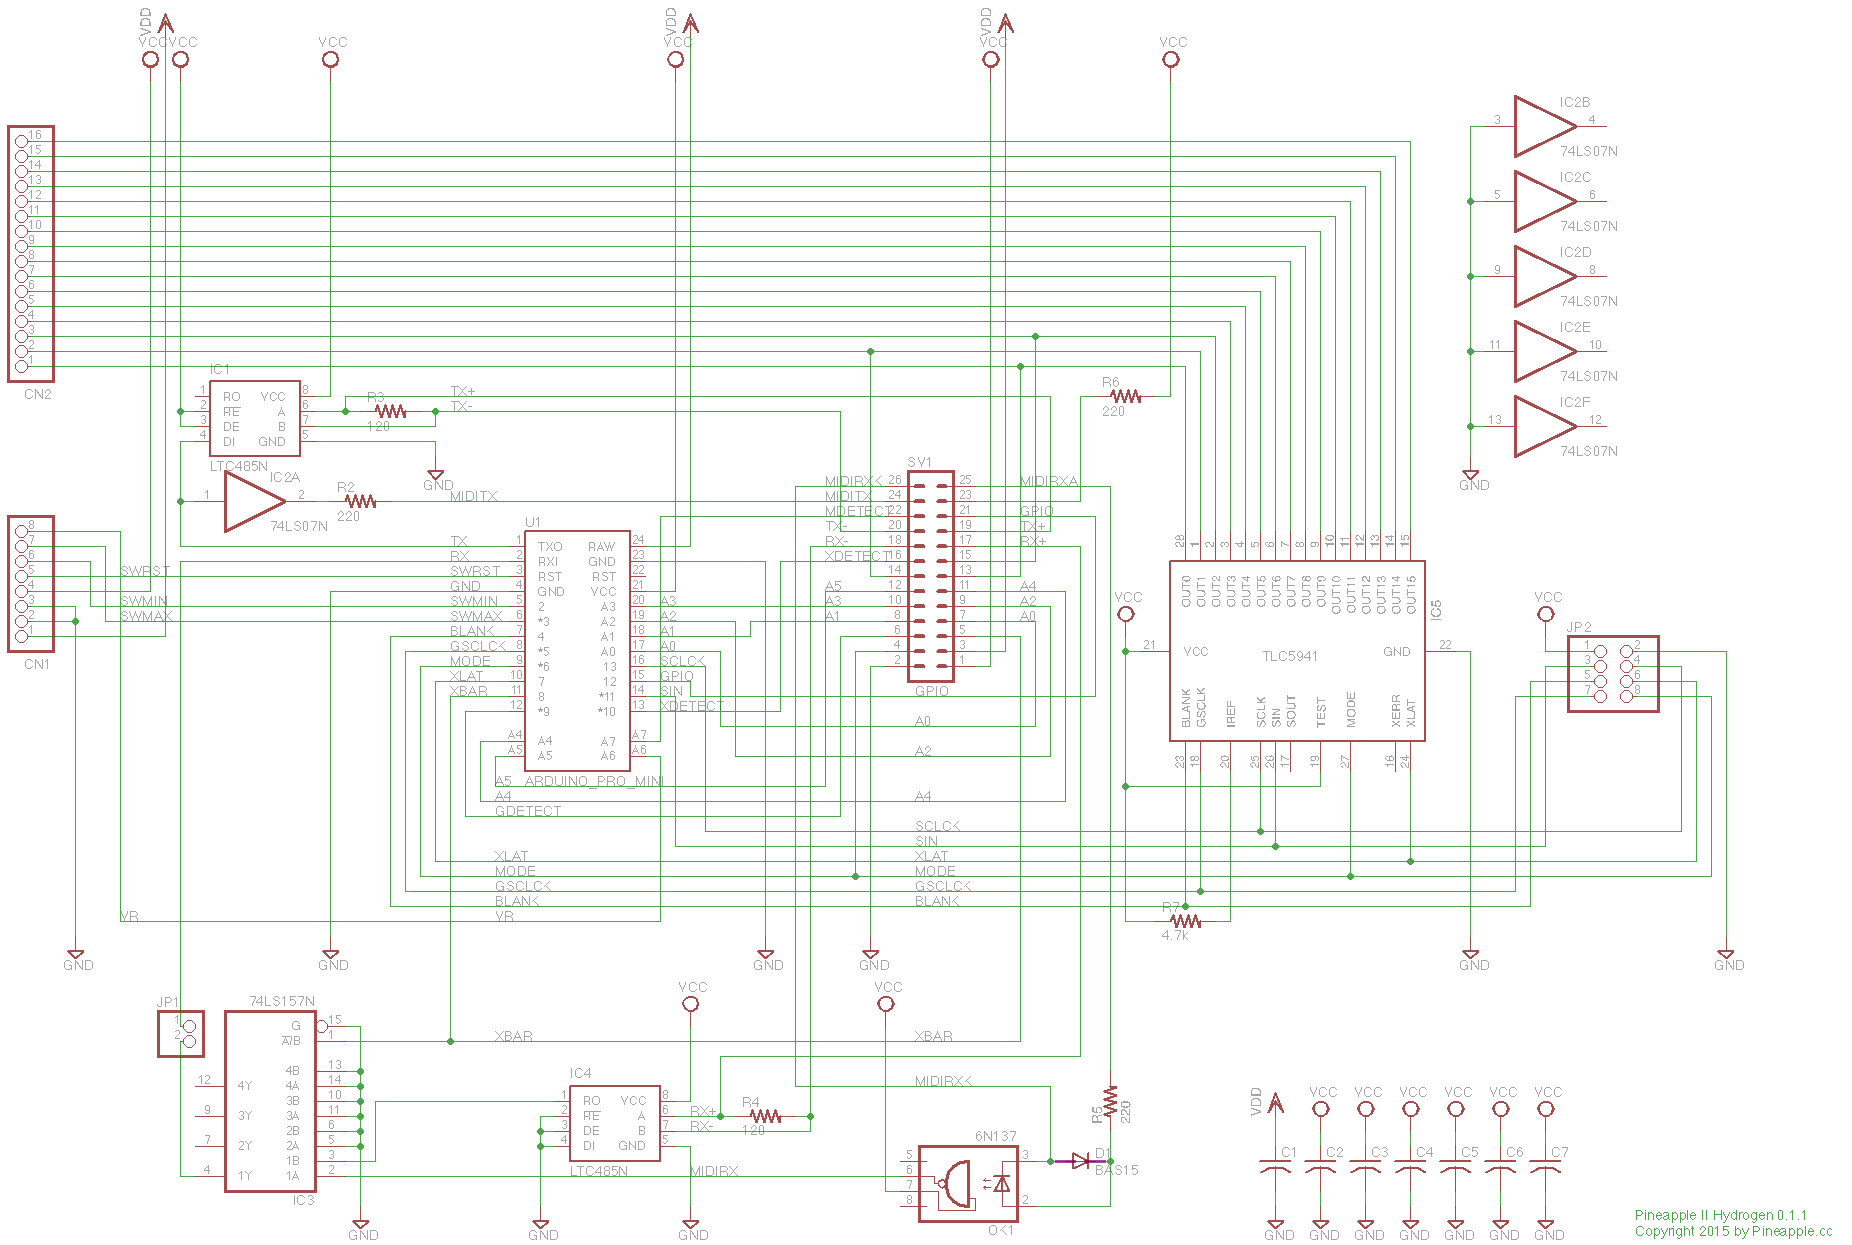 VDD
VCC VCC
VCC
VDD
VCC
VDD
VCC
VCC
16
15
14
13
12
11
10
9
8
7
6
5
4
3
2
1
CN2
IC2B
3 4
74LS07N
IC2C
5 6
74LS07N
IC2D
9 8
74LS07N
IC2E
11 10
74LS07N
IC2F
13 12
74LS07N
GND
IC1
1 RO VCC 8
2 RE A 6
3 DE B 7
4 DI GND 5
LTC485N
R3
120
TX+
TX-
GND
R6
220
IC2A
1 2
74LS07N
R2
220
MIDITX
8
7
6
5
4
3
2
1
CN1
SWRST
SWMIN
SWMAX
VR
U1
TX 1 TXO RAW 24
RX 2 RXI GND 23
SWRST 3 RST RST 22
GND 4 GND VCC 21
SWMIN 5 2 A3 20 A3
SWMAX 6 *3 A2 19 A2
BLANK 7 4 A1 18 A1
GSCLCK 8 *5 A0 17 A0
MODE 9 *6 13 16 SCLCK
XLAT 10 7 12 15 GPIO
XBAR 11 8 *11 14 SIN
12 *9 *10 13 XDETECT
A4 A4 A7 A7
A5 A5 A6 A6
ARDUINO_PRO_MINI
A5
A4
GDETECT
XLAT
MODE
GSCLCK
BLANK
VR
SV1
MIDIRXK 26 25 MIDIRXA
MIDITX 24 23
MDETECT 22 21 GPIO
TX- 20 19 TX+
RX- 18 17 RX+
XDETECT 16 15
14 13
A5 12 11 A4
A3 10 9 A2
A1 8 7 A0
6 5
4 3
2 1
GPIO
A0
A2
A4
SCLCK
SIN
XLAT
MODE
GSCLCK
BLANK
28 1 2 3 4 5 6 7 8 9 10 11 12 13 14 15
OUT0 OUT1 OUT2 OUT3 OUT4 OUT5 OUT6 OUT7 OUT8 OUT9 OUT10 OUT11 OUT12 OUT13 OUT14 OUT15
IC5
VCC
21 VCC TLC5941 GND 22
BLANK GSCLK IREF SCLK SIN SOUT TEST MODE XERR XLAT
23 18 20 25 26 17 19 27 16 24
R7
4.7k
VCC
JP2
1 2
3 4
5 6
7 8
GND
GND
GND
GND
GND
GND
JP1
1
2
74LS157N
G 15
A/B 1
4B 13
12 4Y 4A 14
3B 10
9 3Y 3A 11
2B 6
7 2Y 2A 5
1B 3
4 1Y 1A 2
IC3
GND
XBAR
XBAR
VCC
IC4
1 RO VCC 8
2 RE A 6
3 DE B 7
4 DI GND 5
LTC485N
RX+
RX-
R4
120
MIDIRX
GND
GND
VCC
MIDIRXK
6N137
5
6
7
8
3
2
OK1
D1
BAS15
R5
220
VDD
VCC
VCC
VCC
VCC
VCC
VCC
C1
C2
C3
C4
C5
C6
C7
GND
GND
GND
GND
GND
GND
GND
Pineapple II Hydrogen 0.1.1
Copyright 2015 by Pineapple.cc